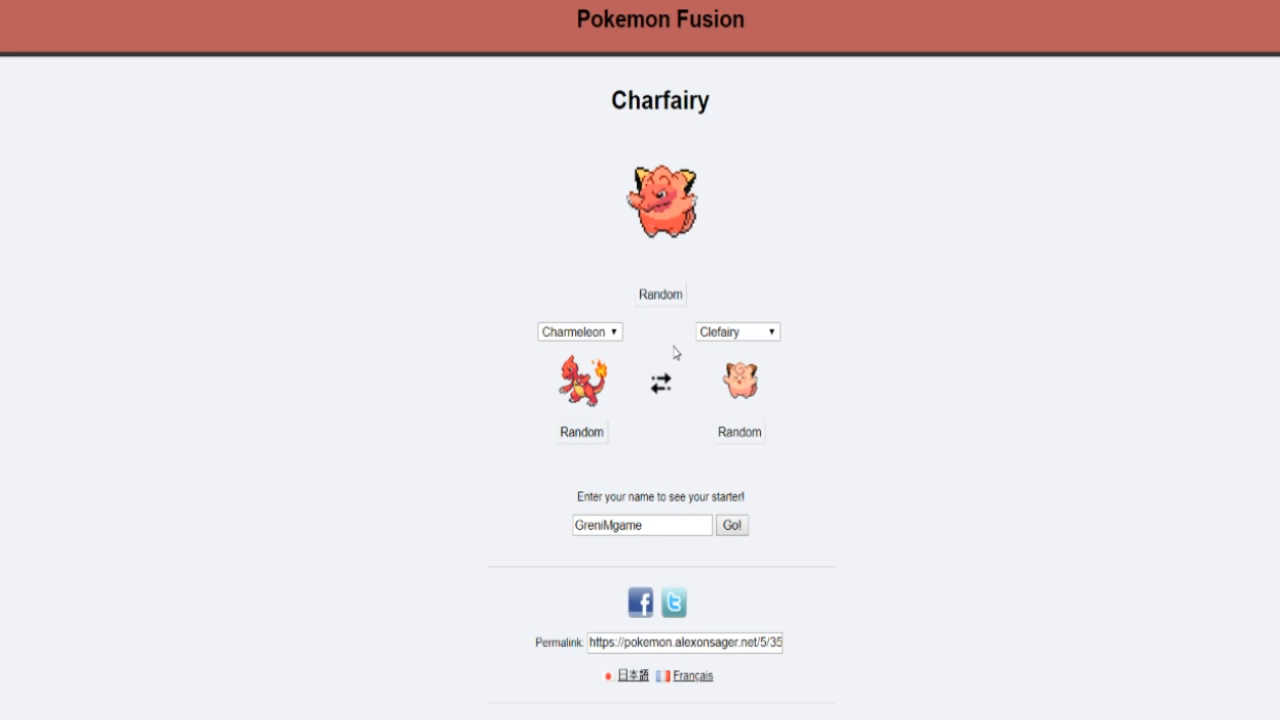 Pokemon Fusion
Charfairy
Random
Charmeleon Clefairy
Random Random
Enter your name to see your starter!
GreniMgame Go!
Permalink: https://pokemon.alexonsager.net/5/35
日本語 Français